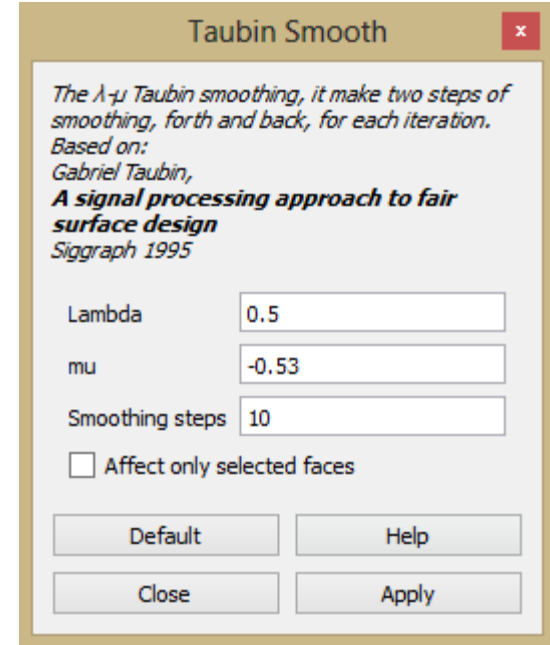 Taubin Smooth
x
The λ-μ Taubin smoothing, it make two steps of
smoothing, forth and back, for each iteration.
Based on:
Gabriel Taubin,
A signal processing approach to fair
surface design
Siggraph 1995
Lambda 0.5
mu -0.53
Smoothing steps 10
Affect only selected faces
Default Help
Close Apply